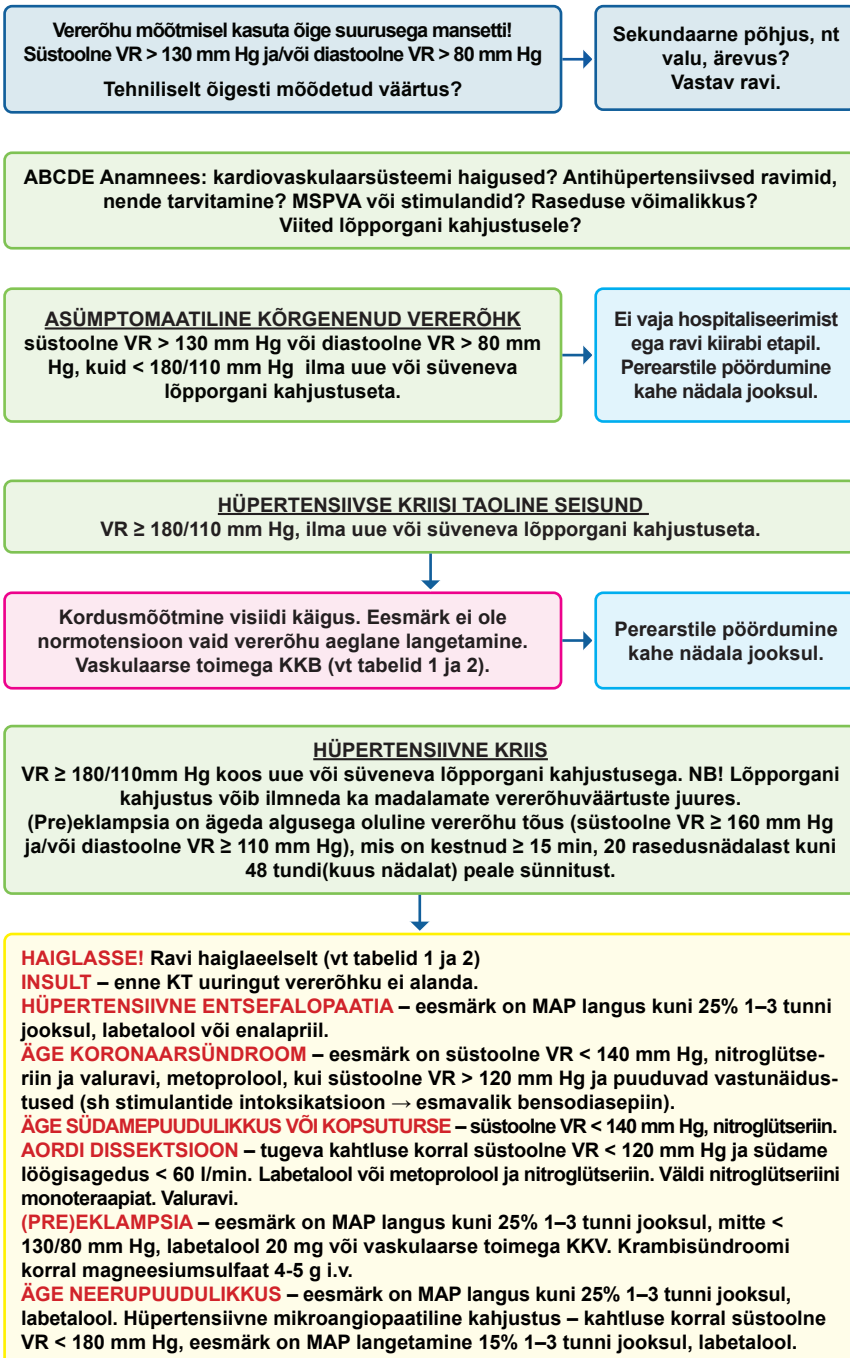 Vererõhu mõõtmisel kasuta õige suurusega mansetti!
Süstoolne VR > 130 mm Hg ja/või diastoolne VR > 80 mm Hg
Tehniliselt õigesti mõõdetud väärtus?
Sekundaarne põhjus, nt
valu, ärevus?
Vastav ravi.
ABCDE Anamnees: kardiovaskulaarsüsteemi haigused? Antihüpertensiivsed ravimid,
nende tarvitamine? MSPVA või stimulandid? Raseduse võimalikkus?
Viited lõpporgani kahjustusele?
ASÜMPTOMAATILINE KÕRGENENUD VERERÕHK
süstoolne VR > 130 mm Hg või diastoolne VR > 80 mm
Hg, kuid < 180/110 mm Hg ilma uue või süveneva
lõpporgani kahjustuseta.
Ei vaja hospitaliseerimist
ega ravi kiirabi etapil.
Perearstile pöördumine
kahe nädala jooksul.
HÜPERTENSIIVSE KRIISI TAOLINE SEISUND
VR ≥ 180/110 mm Hg, ilma uue või süveneva lõpporgani kahjustuseta.
Kordusmõõtmine visiidi käigus. Eesmärk ei ole
normotensioon vaid vererõhu aeglane langetamine.
Vaskulaarse toimega KKB (vt tabelid 1 ja 2).
Perearstile pöördumine
kahe nädala jooksul.
HÜPERTENSIIVNE KRIIS
VR ≥ 180/110mm Hg koos uue või süveneva lõpporgani kahjustusega. NB! Lõpporgani
kahjustus võib ilmneda ka madalamate vererõhuväärtuste juures.
(Pre)eklampsia on ägeda algusega oluline vererõhu tõus (süstoolne VR ≥ 160 mm Hg
ja/või diastoolne VR ≥ 110 mm Hg), mis on kestnud ≥ 15 min, 20 rasedusnädalast kuni
48 tundi(kuus nädalat) peale sünnitust.
HAIGLASSE! Ravi haiglaeelselt (vt tabelid 1 ja 2)
INSULT – enne KT uuringut vererõhku ei alanda.
HÜPERTENSIIVNE ENTSEFALOPAATIA – eesmärk on MAP langus kuni 25% 1–3 tunni
jooksul, labetalool või enalapriil.
ÄGE KORONAARSÜNDROOM – eesmärk on süstoolne VR < 140 mm Hg, nitroglütse-
riin ja valuravi, metoprolool, kui süstoolne VR > 120 mm Hg ja puuduvad vastunäidus-
tused (sh stimulantide intoksikatsioon → esmavalik bensodiasepiin).
ÄGE SÜDAMEPUUDULIKKUS VÕI KOPSUTURSE – süstoolne VR < 140 mm Hg, nitroglütseriin.
AORDI DISSEKTSIOON – tugeva kahtluse korral süstoolne VR < 120 mm Hg ja südame
löögisagedus < 60 l/min. Labetalool või metoprolool ja nitroglütseriin. Väldi nitroglütseriini
monoteraapiat. Valuravi.
(PRE)EKLAMPSIA – eesmärk on MAP langus kuni 25% 1–3 tunni jooksul, mitte <
130/80 mm Hg, labetalool 20 mg või vaskulaarse toimega KKV. Krambisündroomi
korral magneesiumsulfaat 4-5 g i.v.
ÄGE NEERUPUUDULIKKUS – eesmärk on MAP langus kuni 25% 1–3 tunni jooksul,
labetalool. Hüpertensiivne mikroangiopaatiline kahjustus – kahtluse korral süstoolne
VR < 180 mm Hg, eesmärk on MAP langetamine 15% 1–3 tunni jooksul, labetalool.